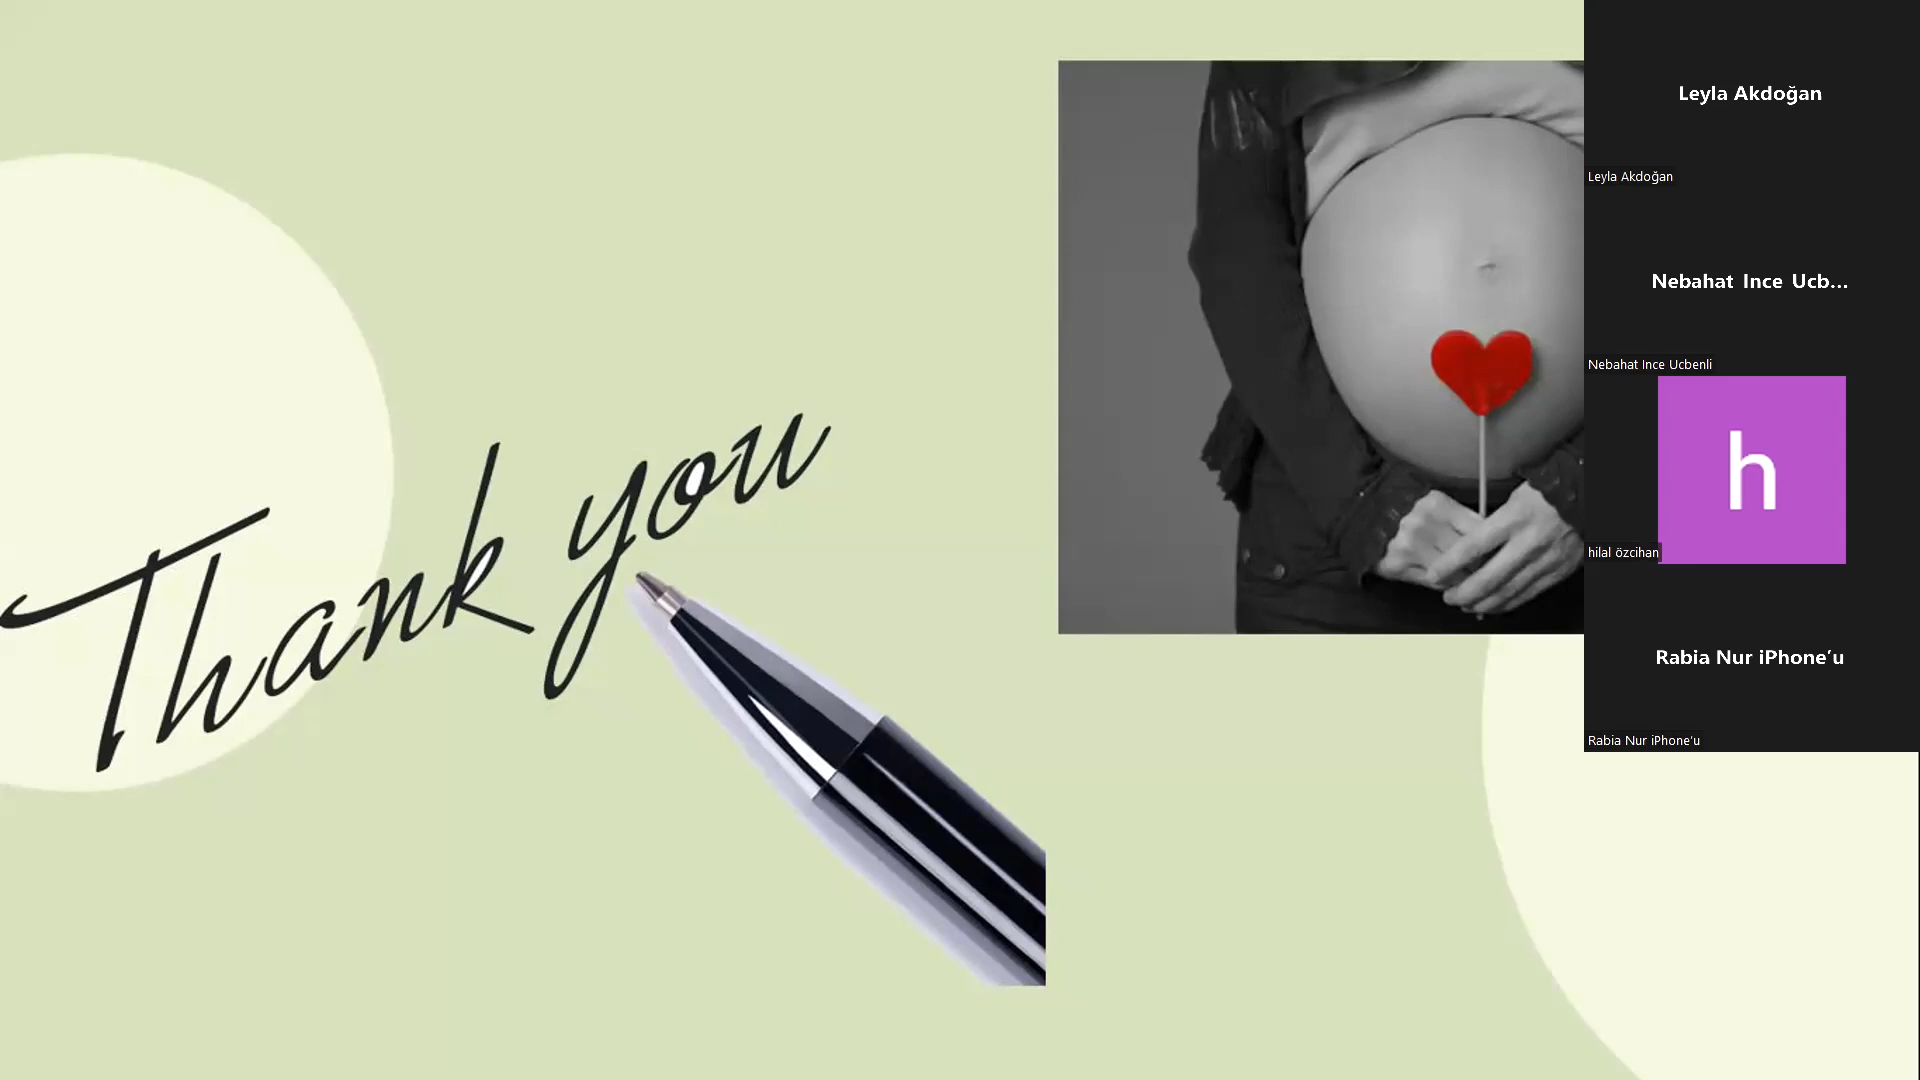 Thank you
Leyla Akdoğan
Leyla Akdoğan
Nebahat Ince Ucb...
Nebahat Ince Ucbenli
h
hilal özcihan
Rabia Nur iPhone'u
Rabia Nur iPhone'u